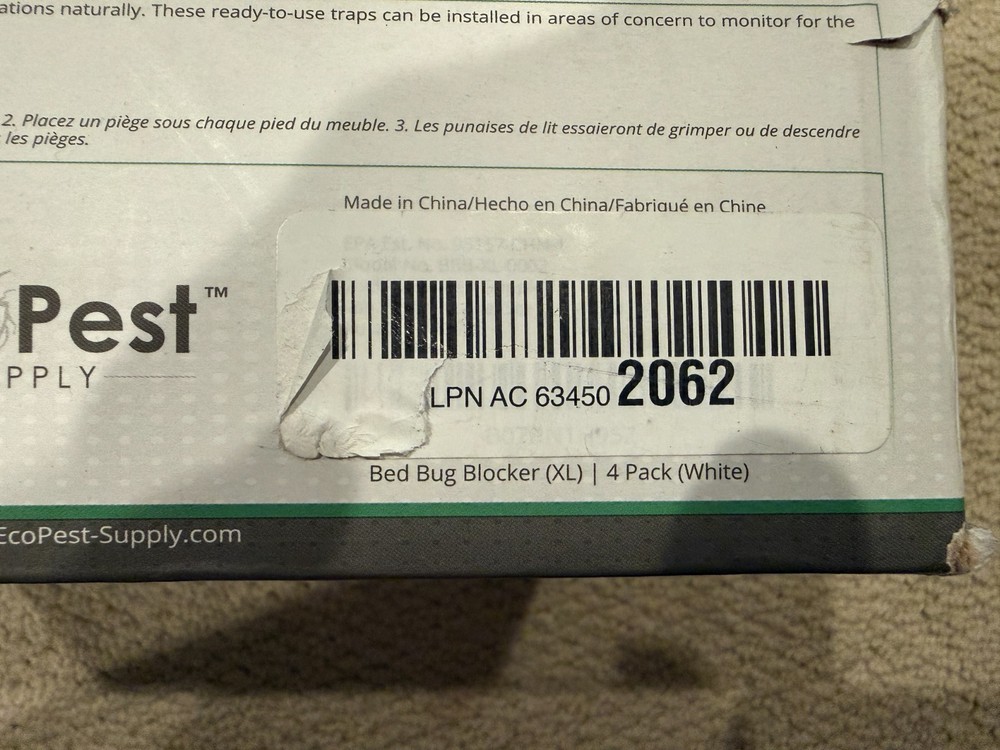 ations naturally. These ready-to-use traps can be installed in areas of concern to monitor for the
2. Placez un piège sous chaque pied du meuble. 3. Les punaises de lit essaieront de grimper ou de descendre
les pièges.
Made in China/Hecho en China/Fabriqué en Chine
EPA Est. No.
Pest™
PPLY
LPN AC 63450 2062
Bed Bug Blocker (XL) | 4 Pack (White)
EcoPest-Supply.com